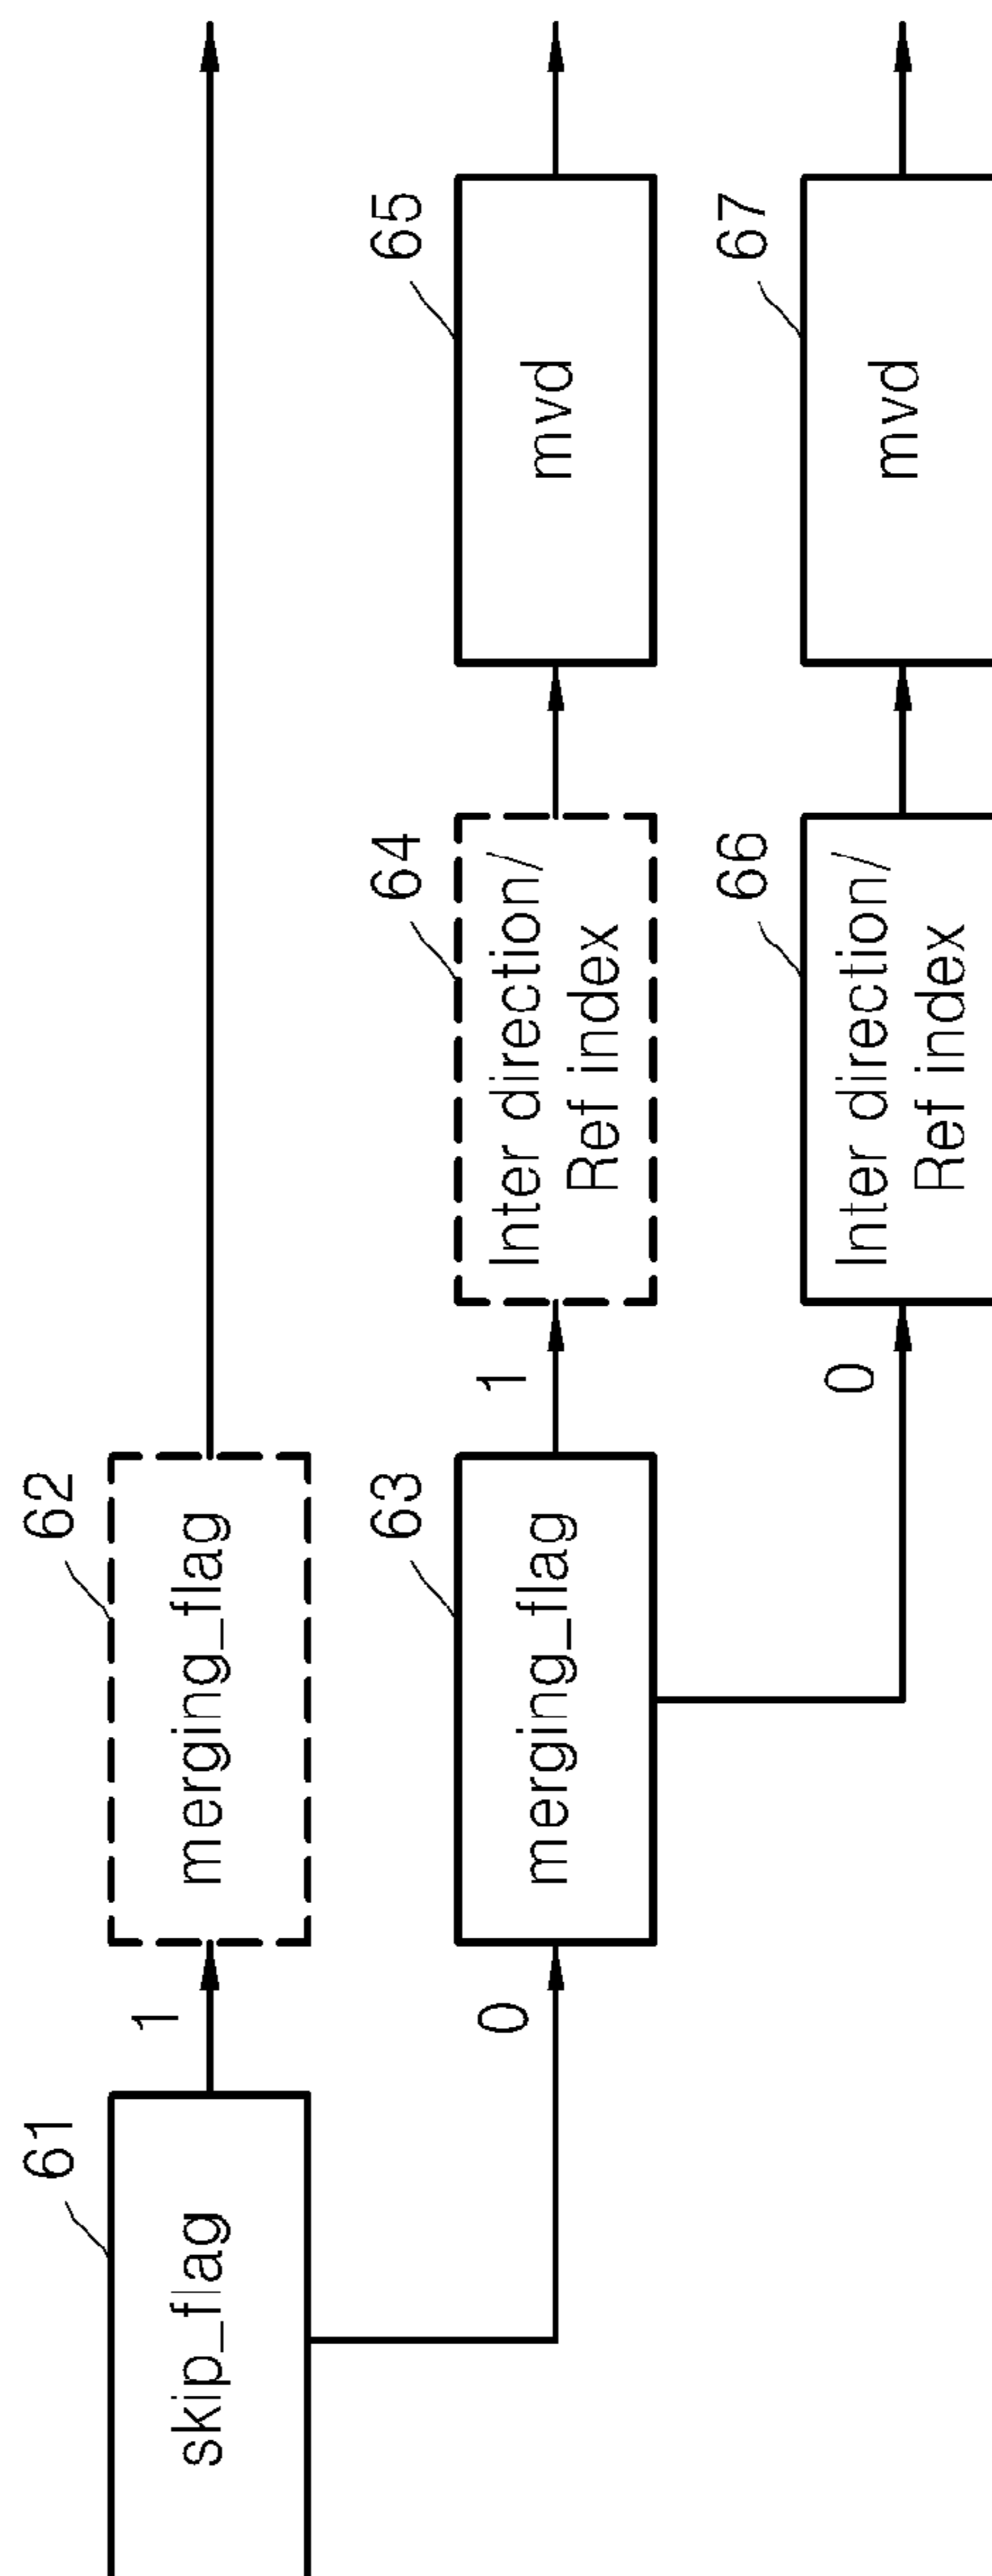 61
skip_flag
1
62
merging_flag
0
63
merging_flag
1
64
Inter direction/
Ref index
65
mvd
0
66
Inter direction/
Ref index
67
mvd